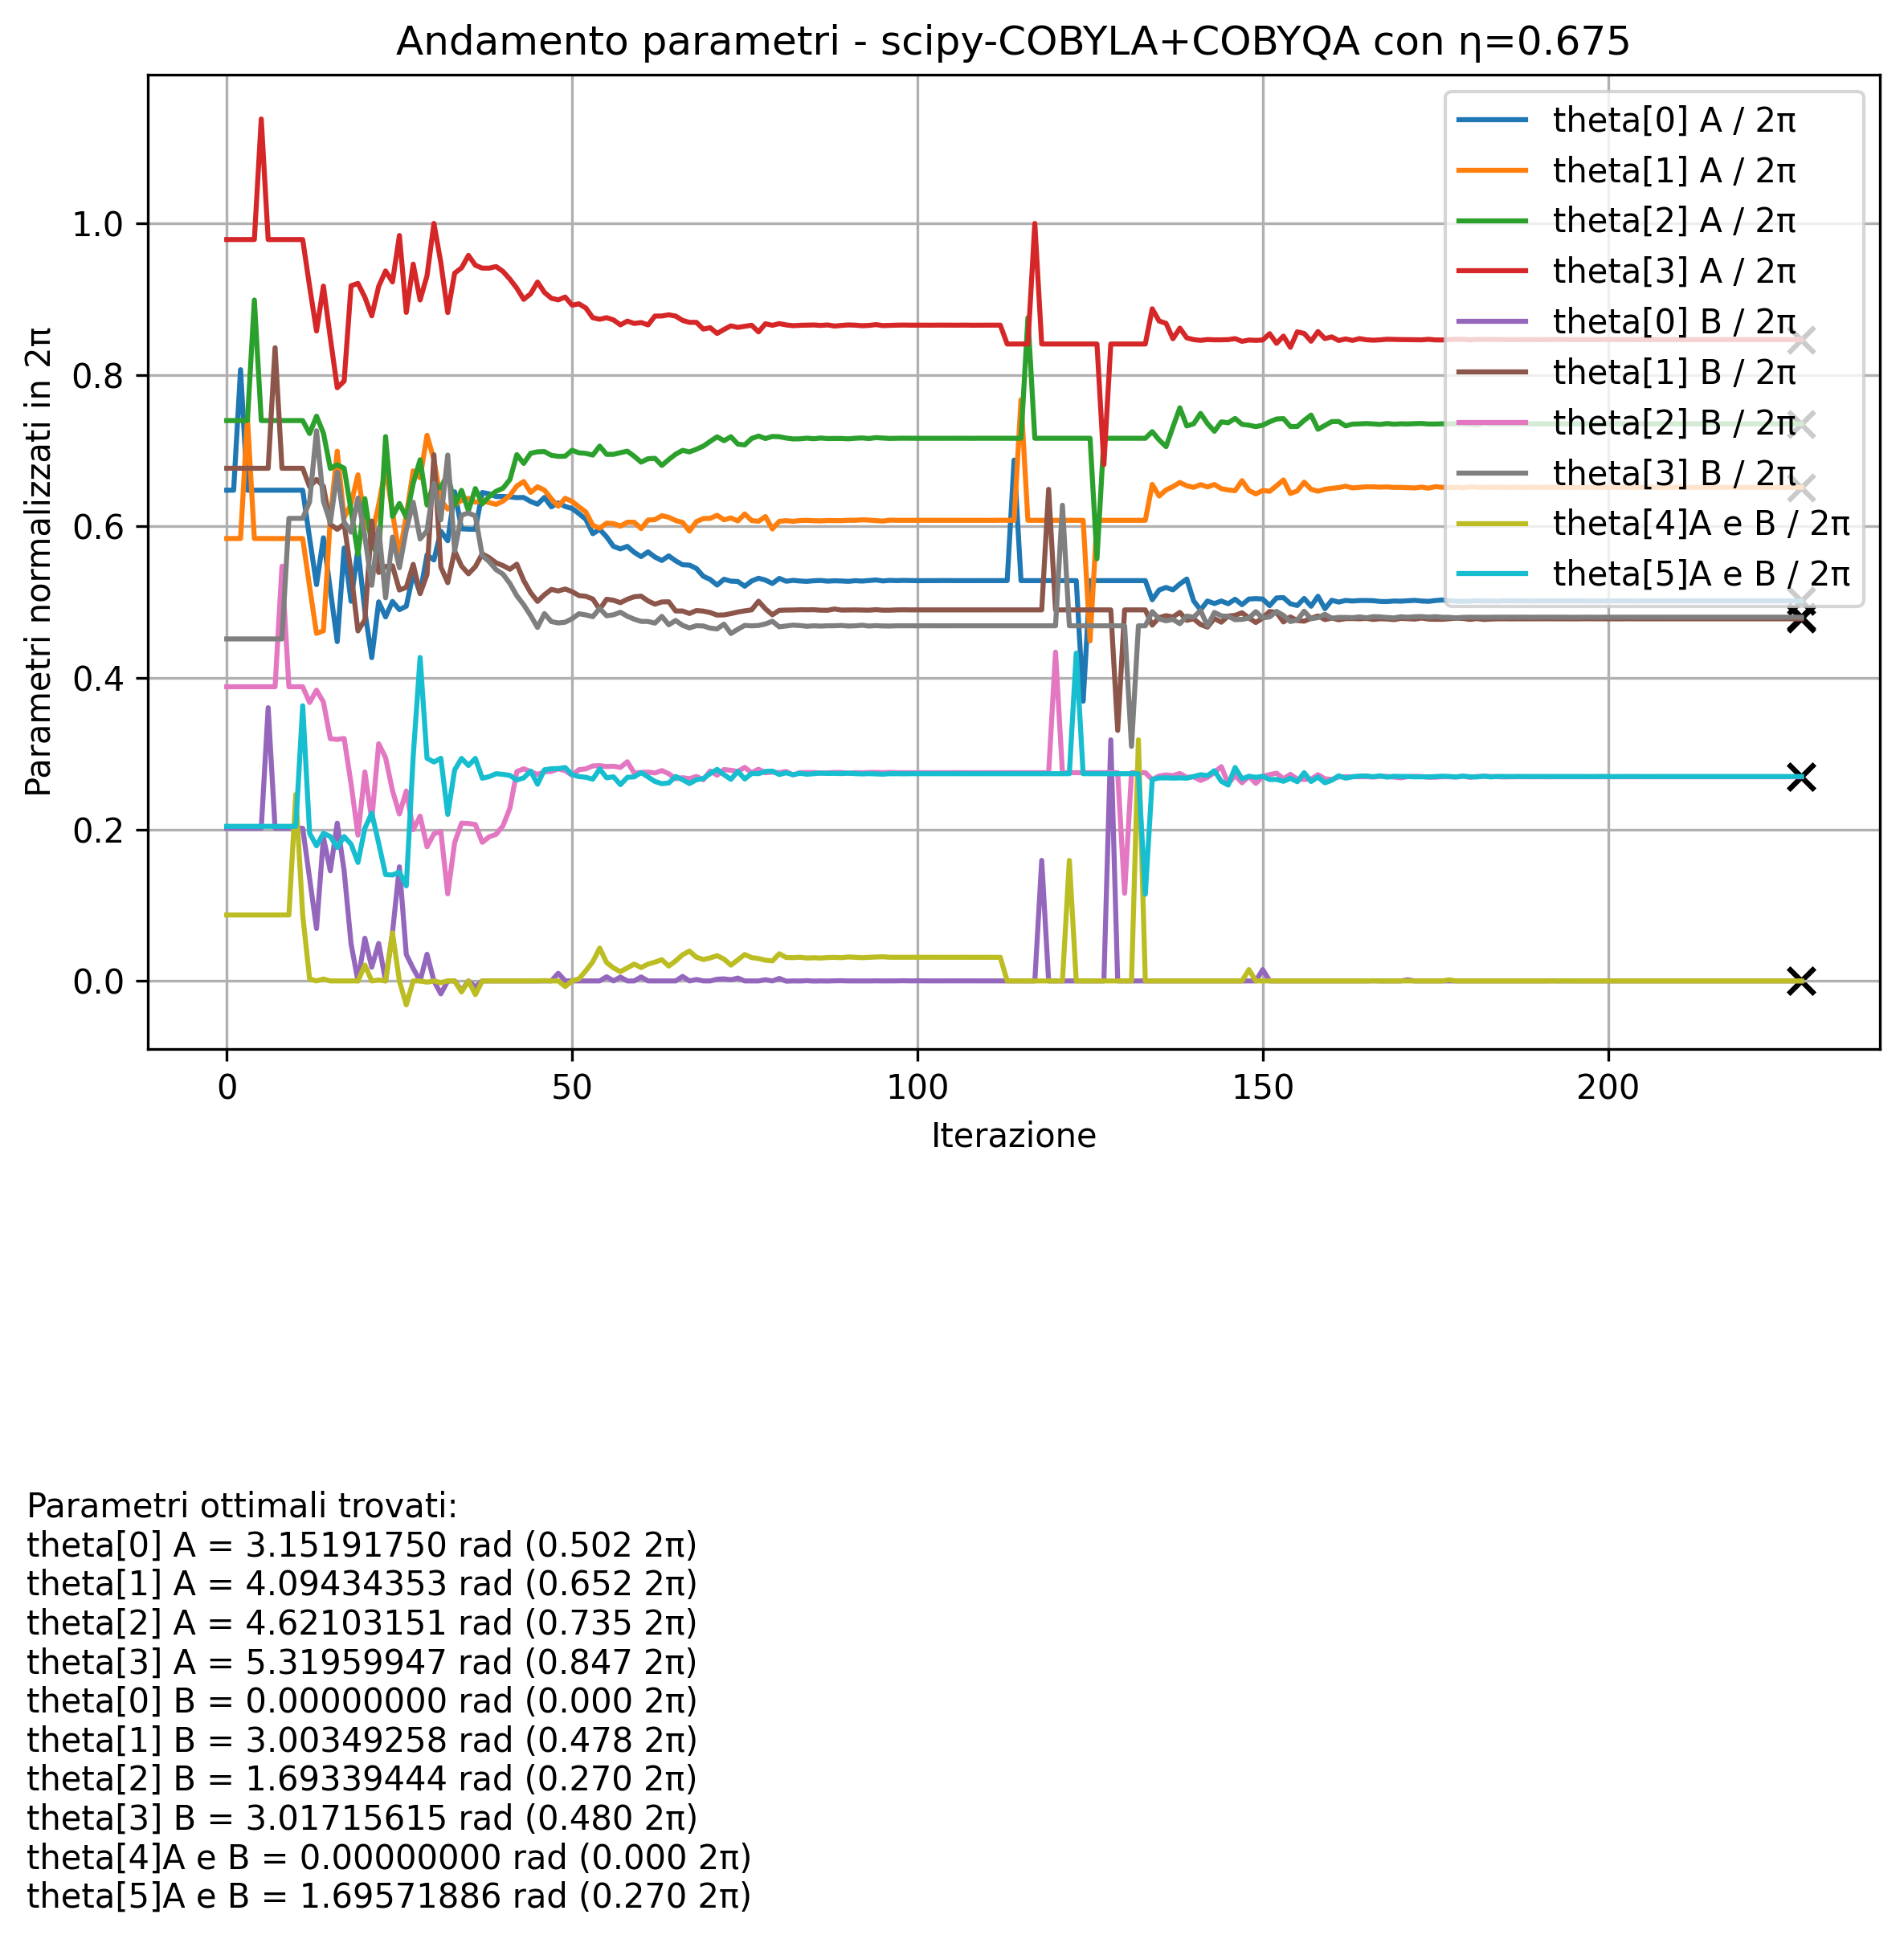 Andamento parametri - scipy-COBYLA+COBYQA con η=0.675
Parametri normalizzati in 2π
1.0
0.8
0.6
0.4
0.2
0.0
theta[0] A / 2π
theta[1] A / 2π
theta[2] A / 2π
theta[3] A / 2π
theta[0] B / 2π
theta[1] B / 2π
theta[2] B / 2π
theta[3] B / 2π
theta[4]A e B / 2π
theta[5]A e B / 2π
0 50 100 150 200
Iterazione
Parametri ottimali trovati:
theta[0] A = 3.15191750 rad (0.502 2π)
theta[1] A = 4.09434353 rad (0.652 2π)
theta[2] A = 4.62103151 rad (0.735 2π)
theta[3] A = 5.31959947 rad (0.847 2π)
theta[0] B = 0.00000000 rad (0.000 2π)
theta[1] B = 3.00349258 rad (0.478 2π)
theta[2] B = 1.69339444 rad (0.270 2π)
theta[3] B = 3.01715615 rad (0.480 2π)
theta[4]A e B = 0.00000000 rad (0.000 2π)
theta[5]A e B = 1.69571886 rad (0.270 2π)